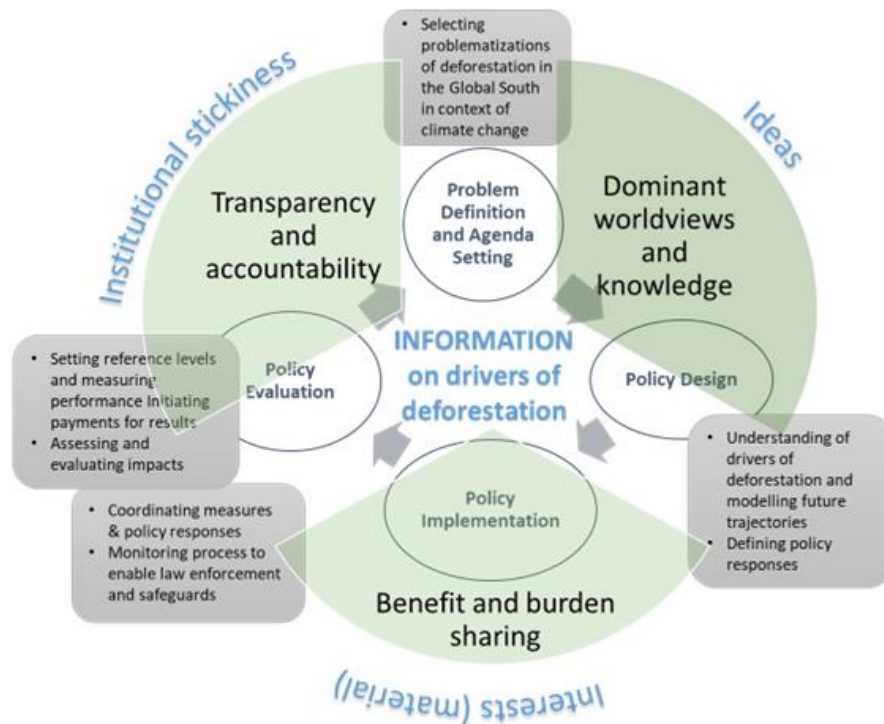 • Selecting
problematizations
of deforestation in
the Global South
in context of
climate change
Institutional stickiness
Ideas
Problem
Definition
and Agenda
Setting
Transparency
and
accountability
Dominant
worldviews
and
knowledge
INFORMATION
on drivers of
deforestation
Policy
Evaluation
Policy Design
• Setting reference levels
and measuring
performance Initiating
payments for results
• Assessing and
evaluating impacts
• Understanding of
drivers of
deforestation and
modelling future
trajectories
• Defining policy
responses
Policy
Implementation
• Coordinating measures
& policy responses
• Monitoring process to
enable law enforcement
and safeguards
Benefit and burden
sharing
Interests (material)